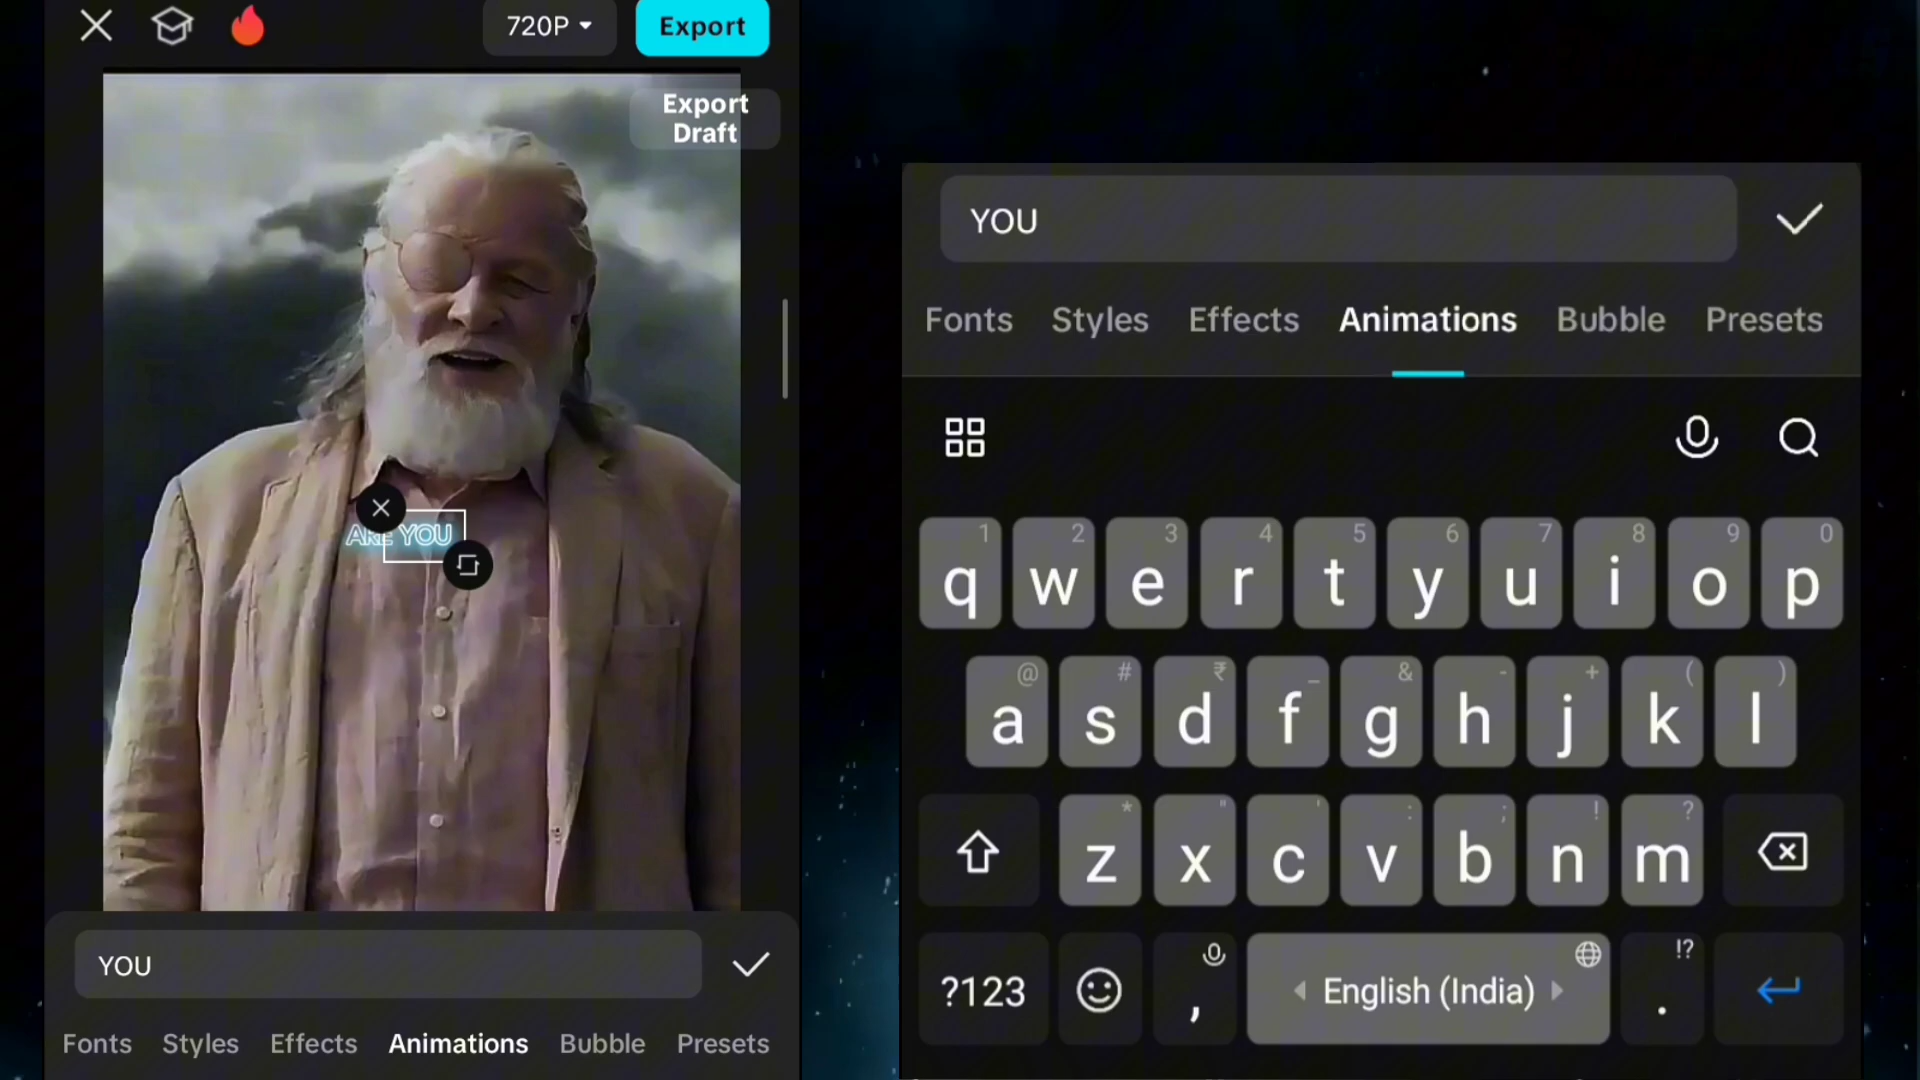 720P
Export
Export
Draft
ARE YOU
YOU
Fonts Styles Effects Animations Bubble Presets
YOU
Fonts Styles Effects Animations Bubble Presets
1 2 3 4 5 6 7 8 9 0
q w e r t y u i o p
@ # ₹ _ & - + ( )
a s d f g h j k l
* " ' : ; ! ?
z x c v b n m
!?
?123 , English (India) .